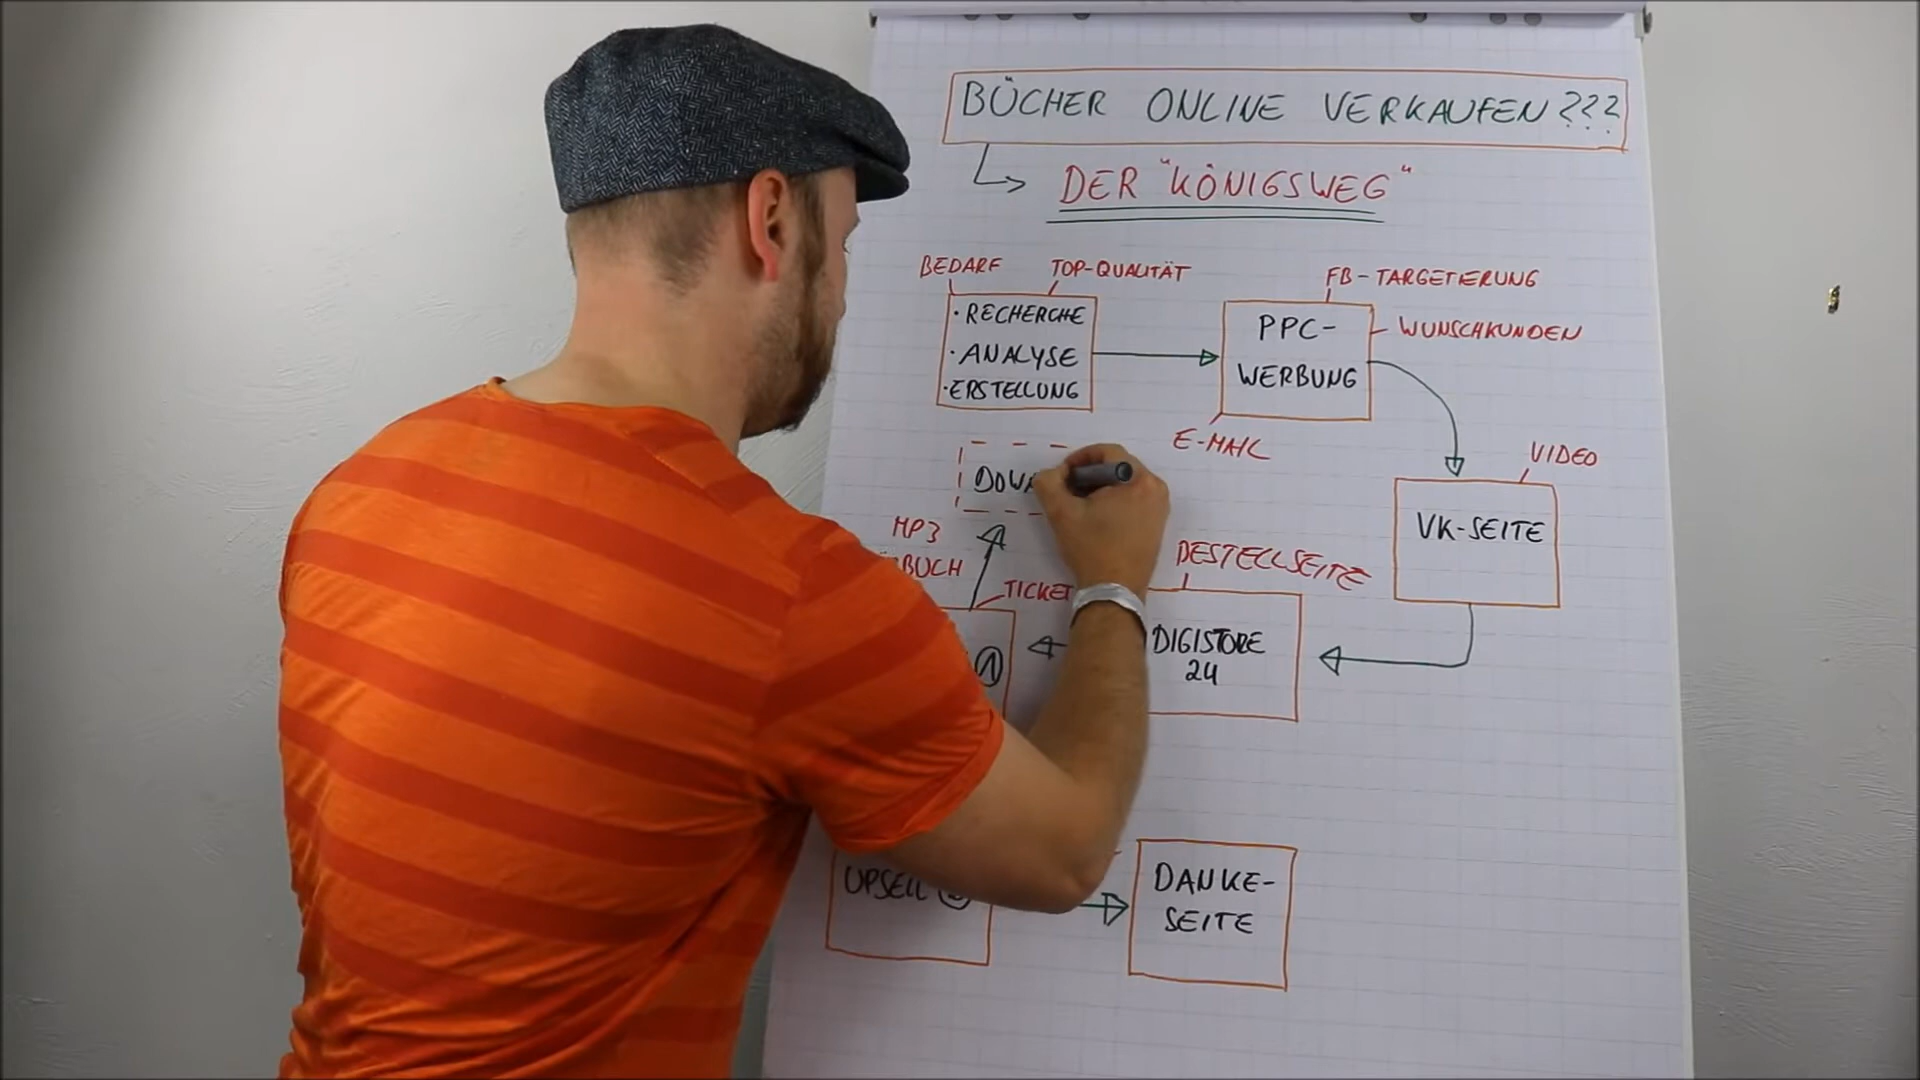 BÜCHER ONLINE VERKAUFEN???
DER "KÖNIGSWEG"
BEDARF
TOP-QUALITÄT
· RECHERCHE
· ANALYSE
· ERSTELLUNG
FB-TARGETIERUNG
PPC-
WERBUNG
WUNSCHKUNDEN
E-MAIL
VIDEO
VK-SEITE
BESTELLSEITE
DIGISTORE
24
MP3
TICKET
1
UPSELL
DANKE-
SEITE